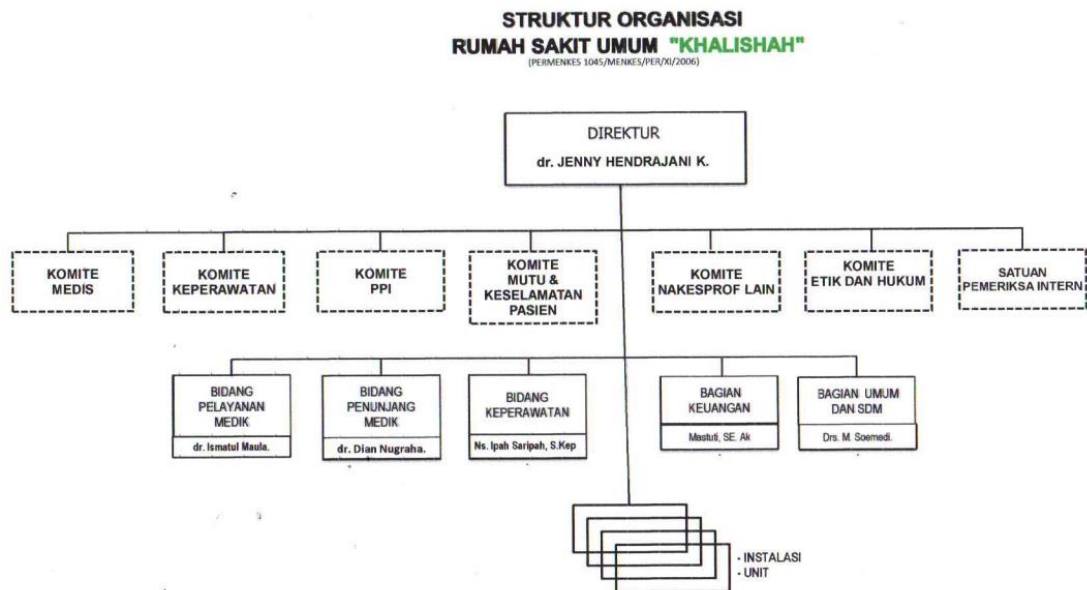 STRUKTUR ORGANISASI
RUMAH SAKIT UMUM "KHALISHAH"
(PERMENKES 1045/MENKES/PER/XI/2006)
DIREKTUR
dr. JENNY HENDRAJANI K.
KOMITE
MEDIS
KOMITE
KEPERAWATAN
KOMITE
PPI
KOMITE
MUTU &
KESELAMATAN
PASIEN
KOMITE
NAKESPROF LAIN
KOMITE
ETIK DAN HUKUM
SATUAN
PEMERIKSA INTERN
BIDANG
PELAYANAN
MEDIK
dr. Ismatul Maula.
BIDANG
PENUNJANG
MEDIK
dr. Dian Nugraha.
BIDANG
KEPERAWATAN
Ns. Ipah Saripah, S.Kep
BAGIAN
KEUANGAN
Mastuti, SE. Ak
BAGIAN UMUM
DAN SDM
Drs. M. Soemedi.
- INSTALASI
- UNIT